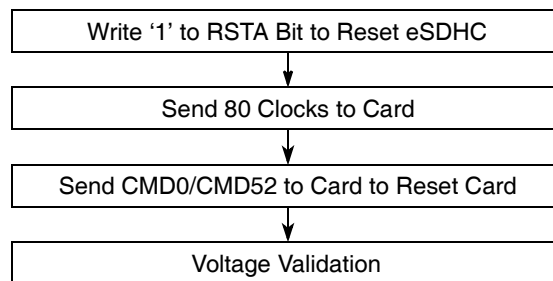 Write ‘1’ to RSTA Bit to Reset eSDHC
Send 80 Clocks to Card
Send CMD0/CMD52 to Card to Reset Card
Voltage Validation